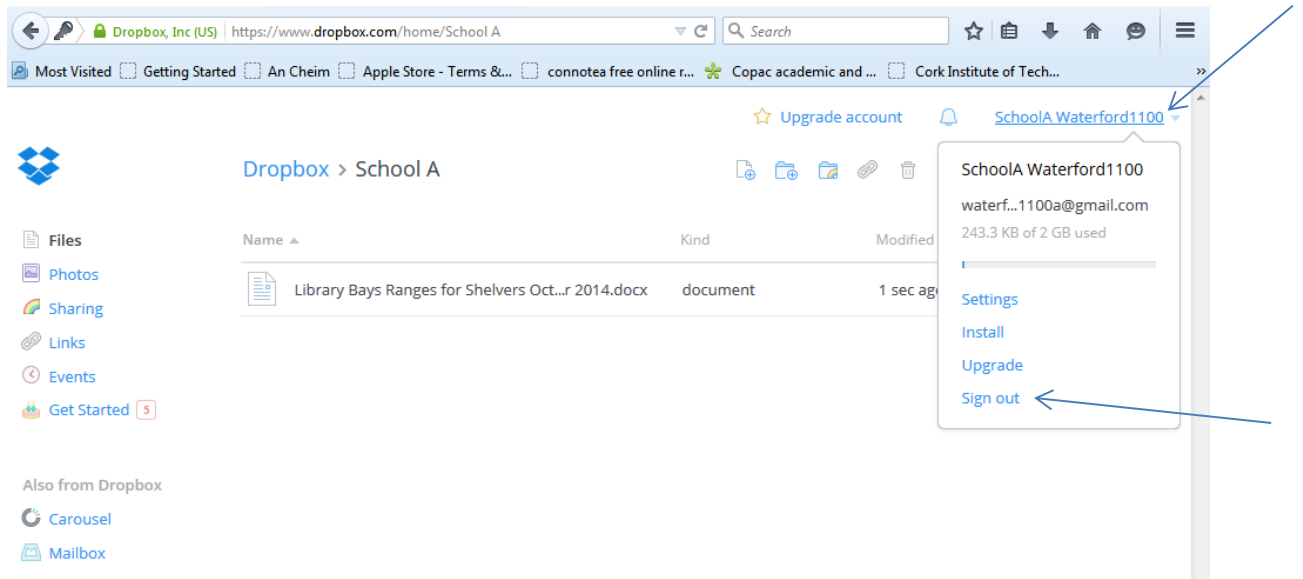 Dropbox, Inc (US) https://www.dropbox.com/home/School A Search
Most Visited Getting Started An Cheim Apple Store - Terms &... connotea free online r... Copac academic and ... Cork Institute of Tech... »
Upgrade account SchoolA Waterford1100
Dropbox > School A
SchoolA Waterford1100
waterf...1100a@gmail.com
243.3 KB of 2 GB used
Settings
Install
Upgrade
Sign out
Files
Photos
Sharing
Links
Events
Get Started 5
Name Kind Modified
Library Bays Ranges for Shelvers Oct...r 2014.docx document 1 sec ag
Also from Dropbox
Carousel
Mailbox